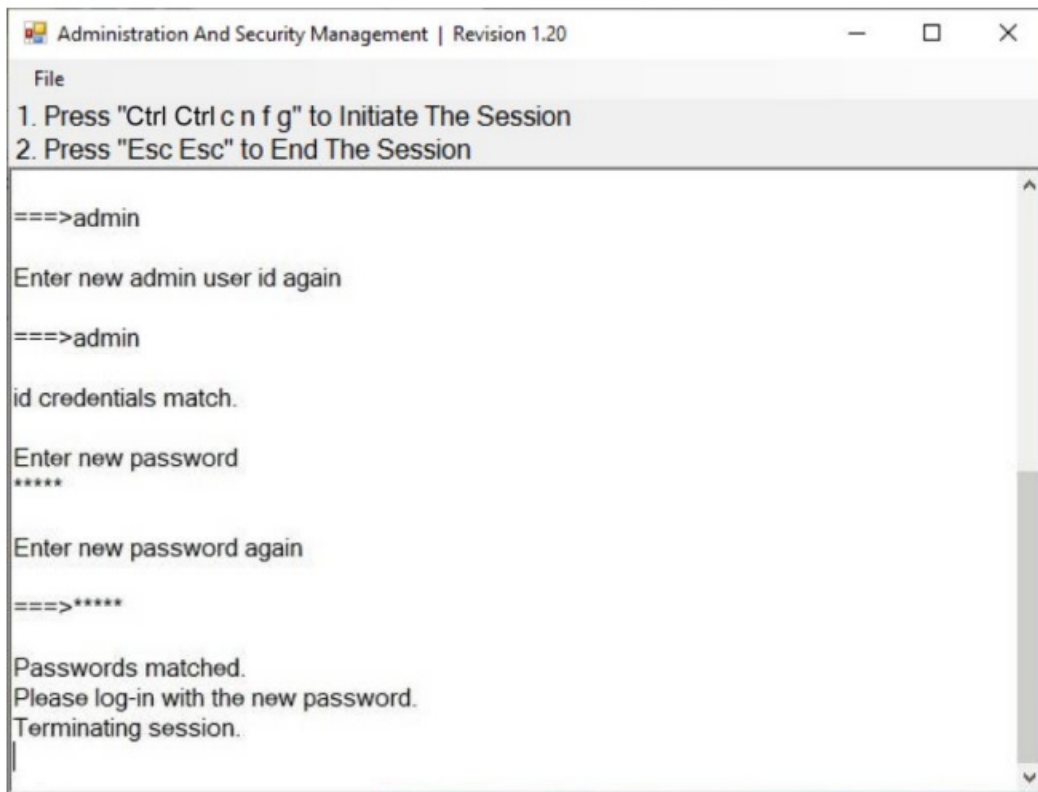 Administration And Security Management | Revision 1.20
File
1. Press "Ctrl Ctrl c n f g" to Initiate The Session
2. Press "Esc Esc" to End The Session
===>admin
Enter new admin user id again
===>admin
id credentials match.
Enter new password
*****
Enter new password again
===>*****
Passwords matched.
Please log-in with the new password.
Terminating session.